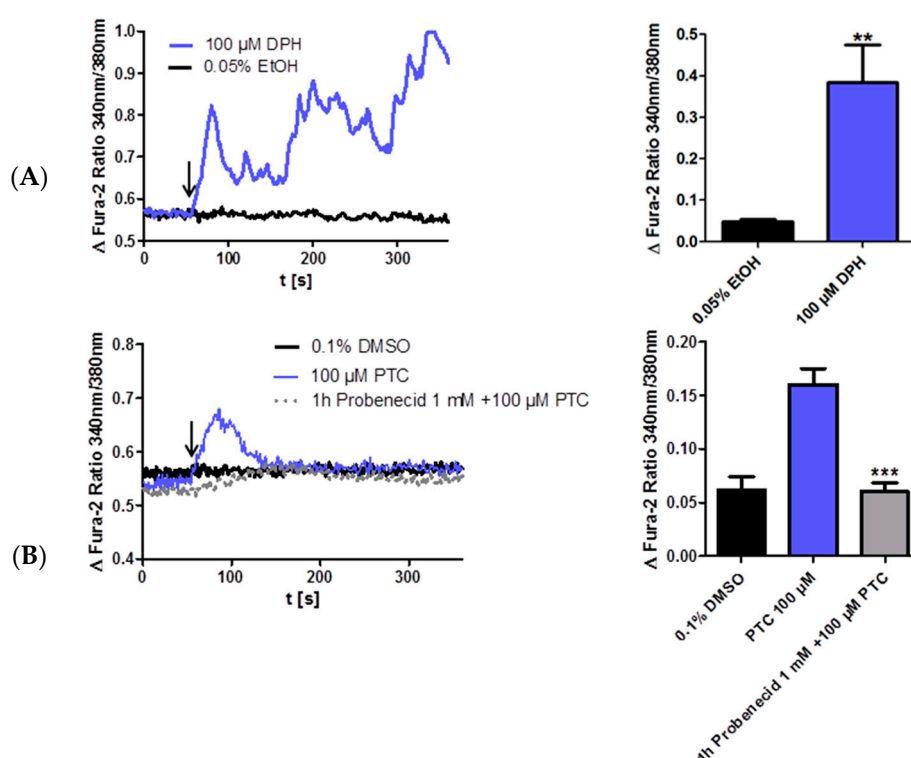 (A)
Δ Fura-2 Ratio 340nm/380nm
1.0
0.9
0.8
0.7
0.6
0.5
0
100
200
300
t [s]
100 µM DPH
0.05% EtOH
Δ Fura-2 Ratio 340nm/380nm
0.5
0.4
0.3
0.2
0.1
0.0
**
0.05% EtOH
100 µM DPH
(B)
Δ Fura-2 Ratio 340nm/380nm
0.8
0.7
0.6
0.5
0.4
0
100
200
300
t [s]
0.1% DMSO
100 µM PTC
1h Probenecid 1 mM +100 µM PTC
Δ Fura-2 Ratio 340nm/380nm
0.20
0.15
0.10
0.05
0.00
***
0.1% DMSO
PTC 100 µM
1h Probenecid 1 mM +100 µM PTC